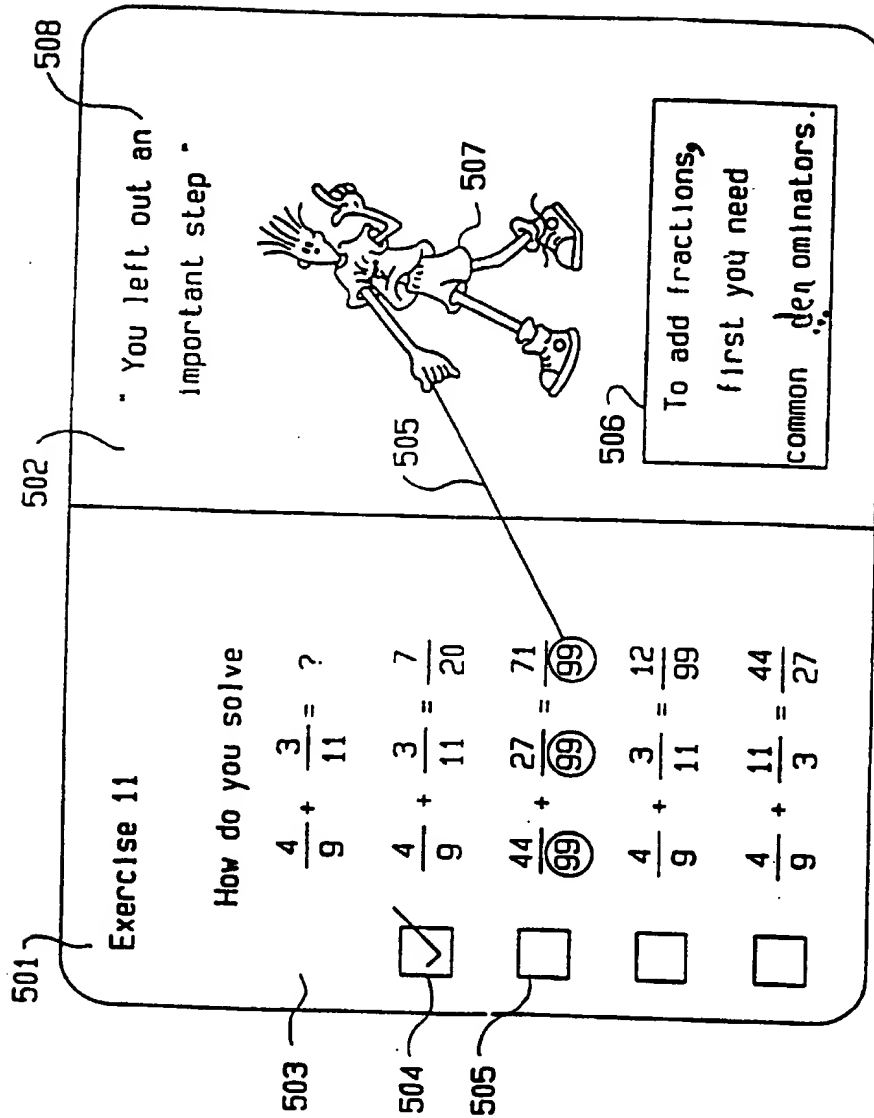 501
502
508
Exercise 11
" You left out an
important step "
503
How do you solve
4/9 + 3/11 = ?
504
4/9 + 3/11 = 7/20
505
44/99 + 27/99 = 71/99
4/9 + 3/11 = 12/99
4/9 + 11/3 = 44/27
505
507
506
To add fractions,
first you need
common den ominators.